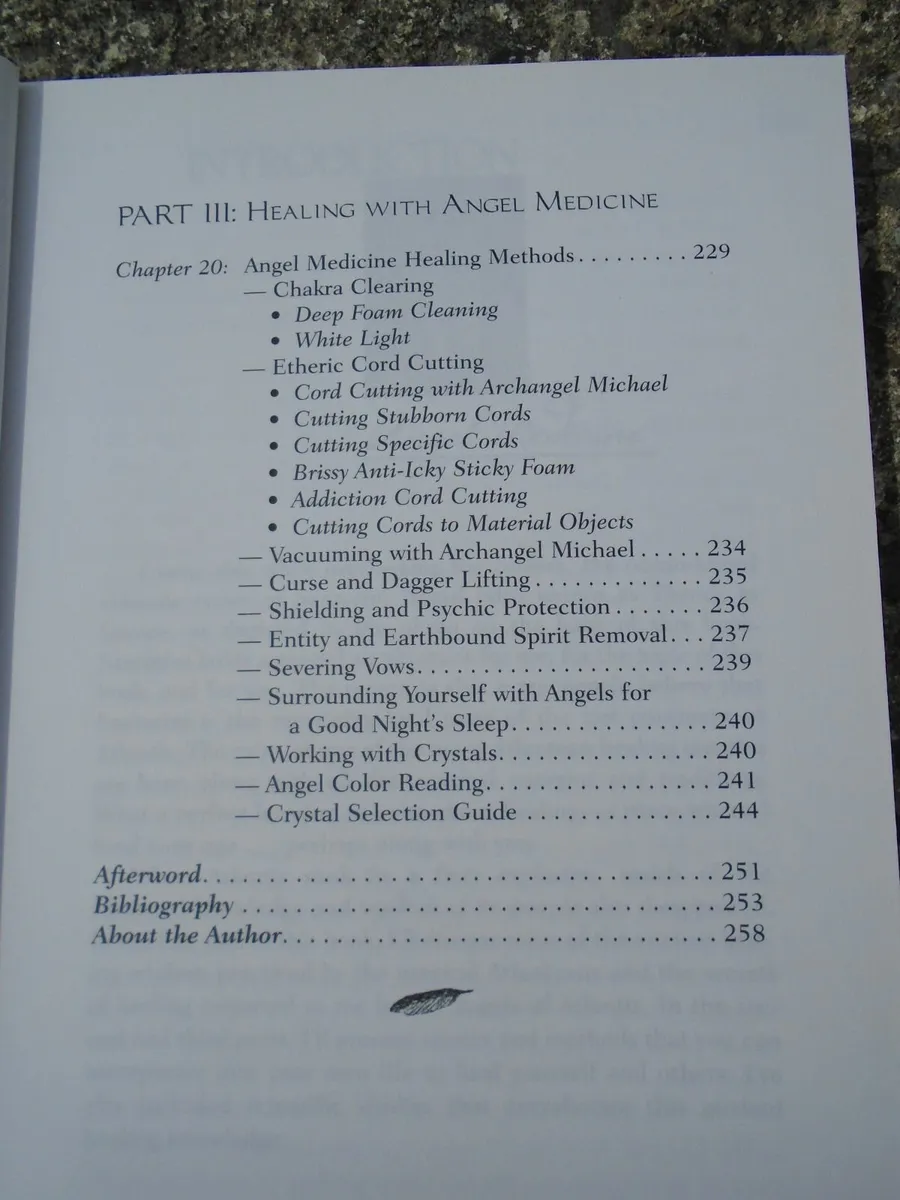 PART III: HEALING WITH ANGEL MEDICINE
Chapter 20: Angel Medicine Healing Methods. . . . . . . . . 229
— Chakra Clearing
• Deep Foam Cleaning
• White Light
— Etheric Cord Cutting
• Cord Cutting with Archangel Michael
• Cutting Stubborn Cords
• Cutting Specific Cords
• Brissy Anti-Icky Sticky Foam
• Addiction Cord Cutting
• Cutting Cords to Material Objects
— Vacuuming with Archangel Michael . . . . . 234
— Curse and Dagger Lifting . . . . . . . . . . . . . 235
— Shielding and Psychic Protection . . . . . . . 236
— Entity and Earthbound Spirit Removal. . . 237
— Severing Vows. . . . . . . . . . . . . . . . . . . . . . 239
— Surrounding Yourself with Angels for
a Good Night's Sleep. . . . . . . . . . . . . . . 240
— Working with Crystals. . . . . . . . . . . . . . . . 240
— Angel Color Reading. . . . . . . . . . . . . . . . . 241
— Crystal Selection Guide . . . . . . . . . . . . . . 244
Afterword. . . . . . . . . . . . . . . . . . . . . . . . . . . . . . . . . . . . . 251
Bibliography . . . . . . . . . . . . . . . . . . . . . . . . . . . . . . . . . . 253
About the Author. . . . . . . . . . . . . . . . . . . . . . . . . . . . . . . 258